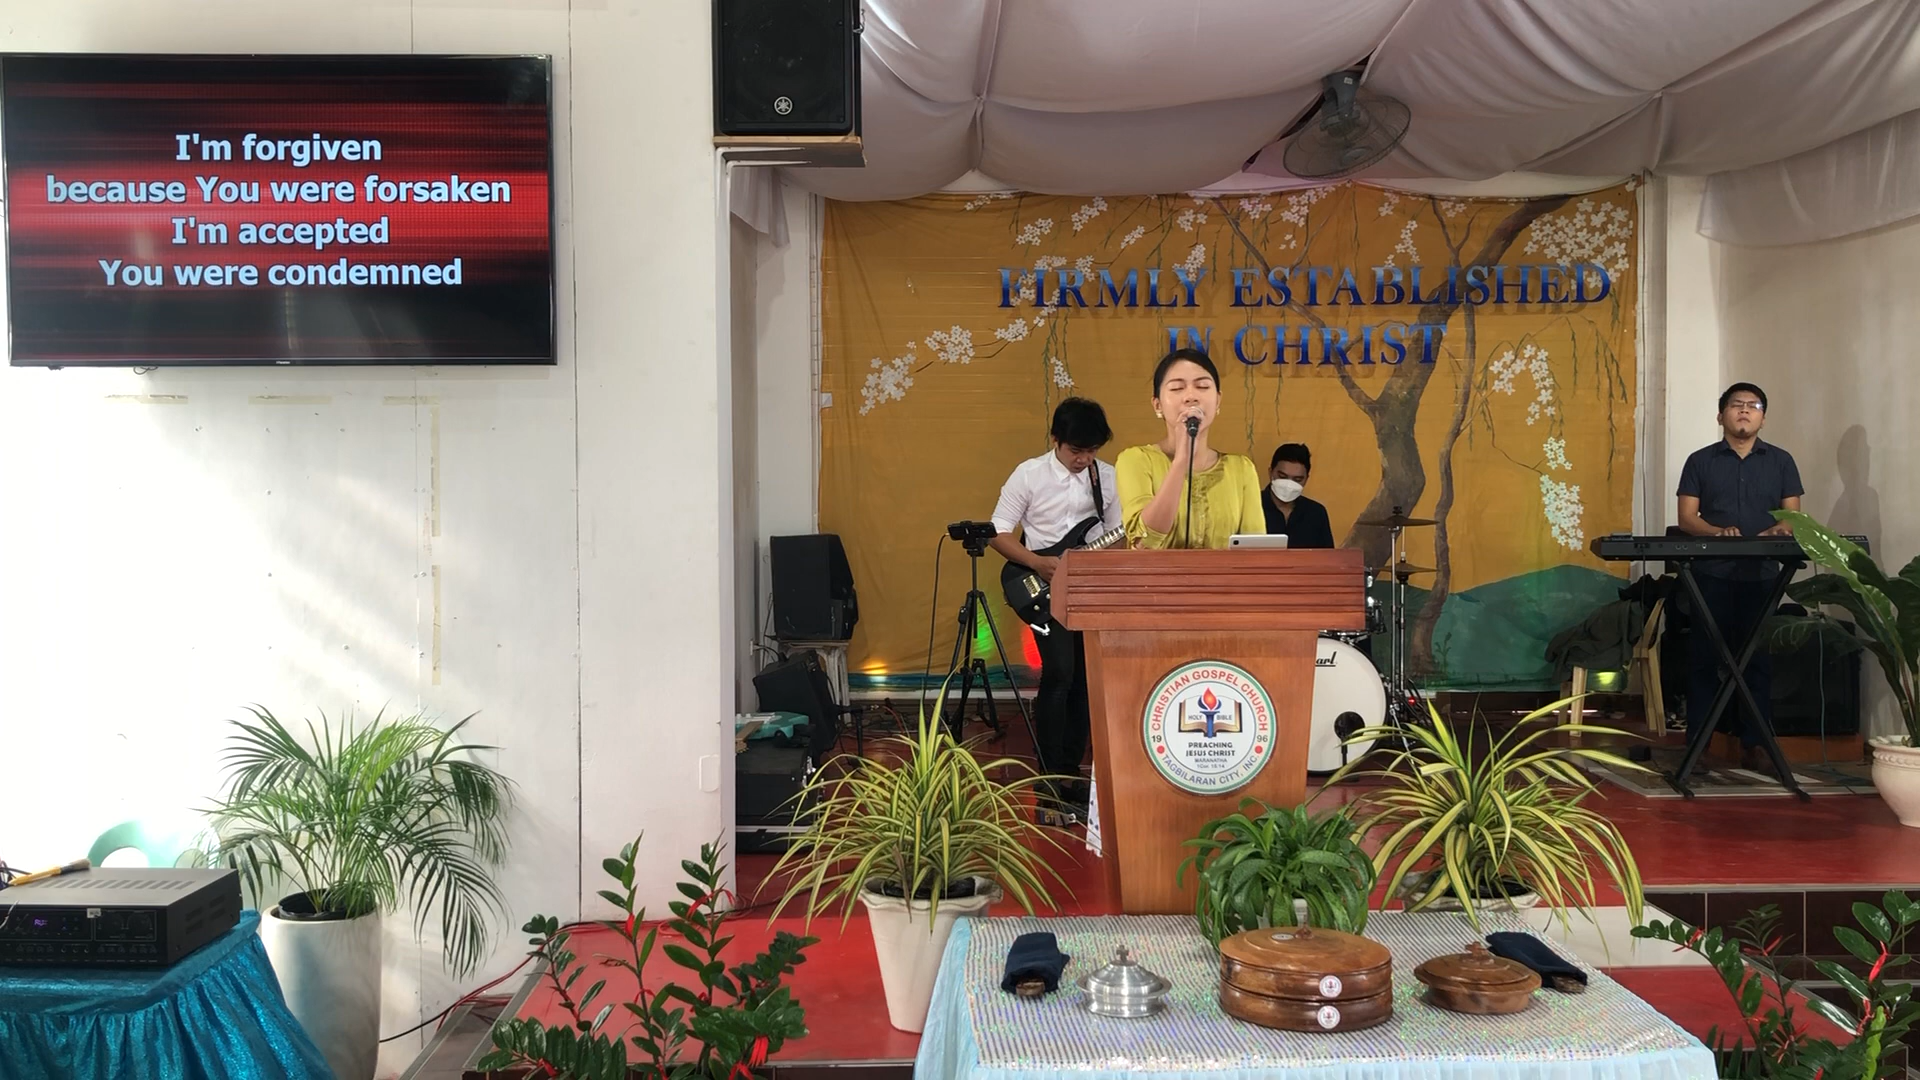 I'm forgiven
because You were forsaken
I'm accepted
You were condemned
FIRMLY ESTABLISHED
IN CHRIST
CHRISTIAN GOSPEL CHURCH
HOLY BIBLE
19 96
PREACHING
JESUS CHRIST
MARANATHA
TAGBILARAN CITY, INC